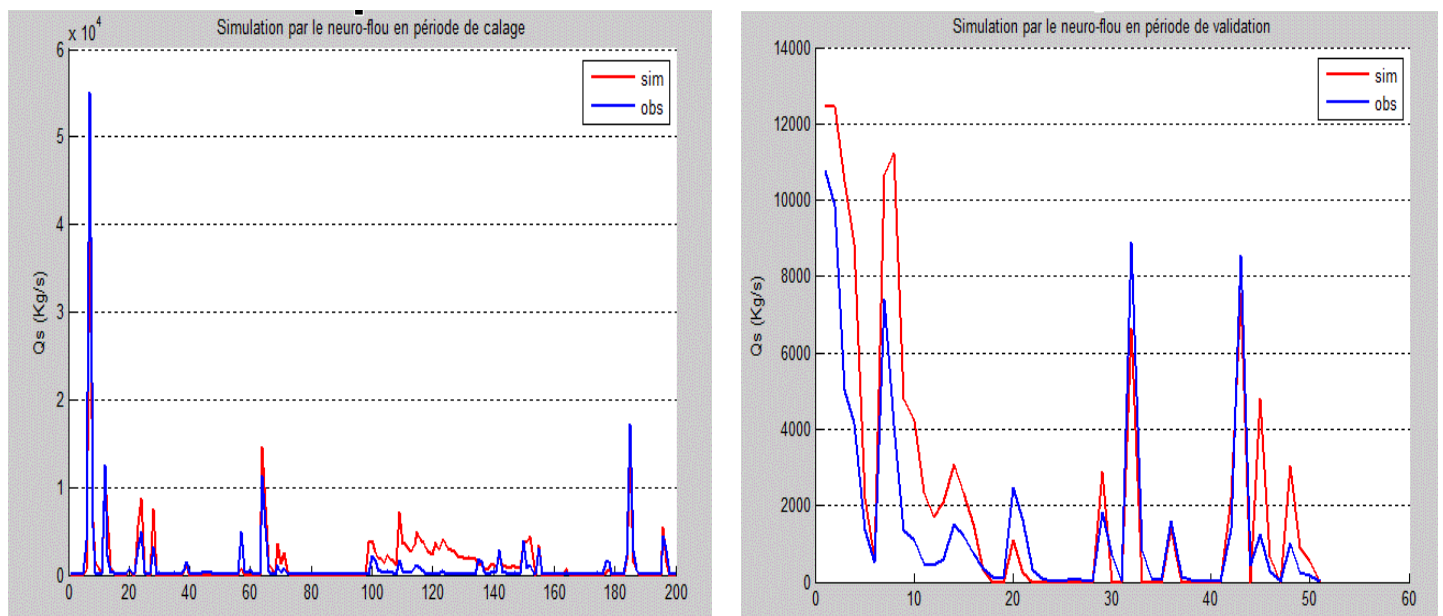 Simulation par le neuro-flou en période de calage
x 10^4
6
5
4
3
2
1
0
Qs (Kg/s)
sim
obs
0 20 40 60 80 100 120 140 160 180 200
Simulation par le neuro-flou en période de validation
14000
12000
10000
8000
6000
4000
2000
0
Qs (Kg/s)
sim
obs
0 10 20 30 40 50 60